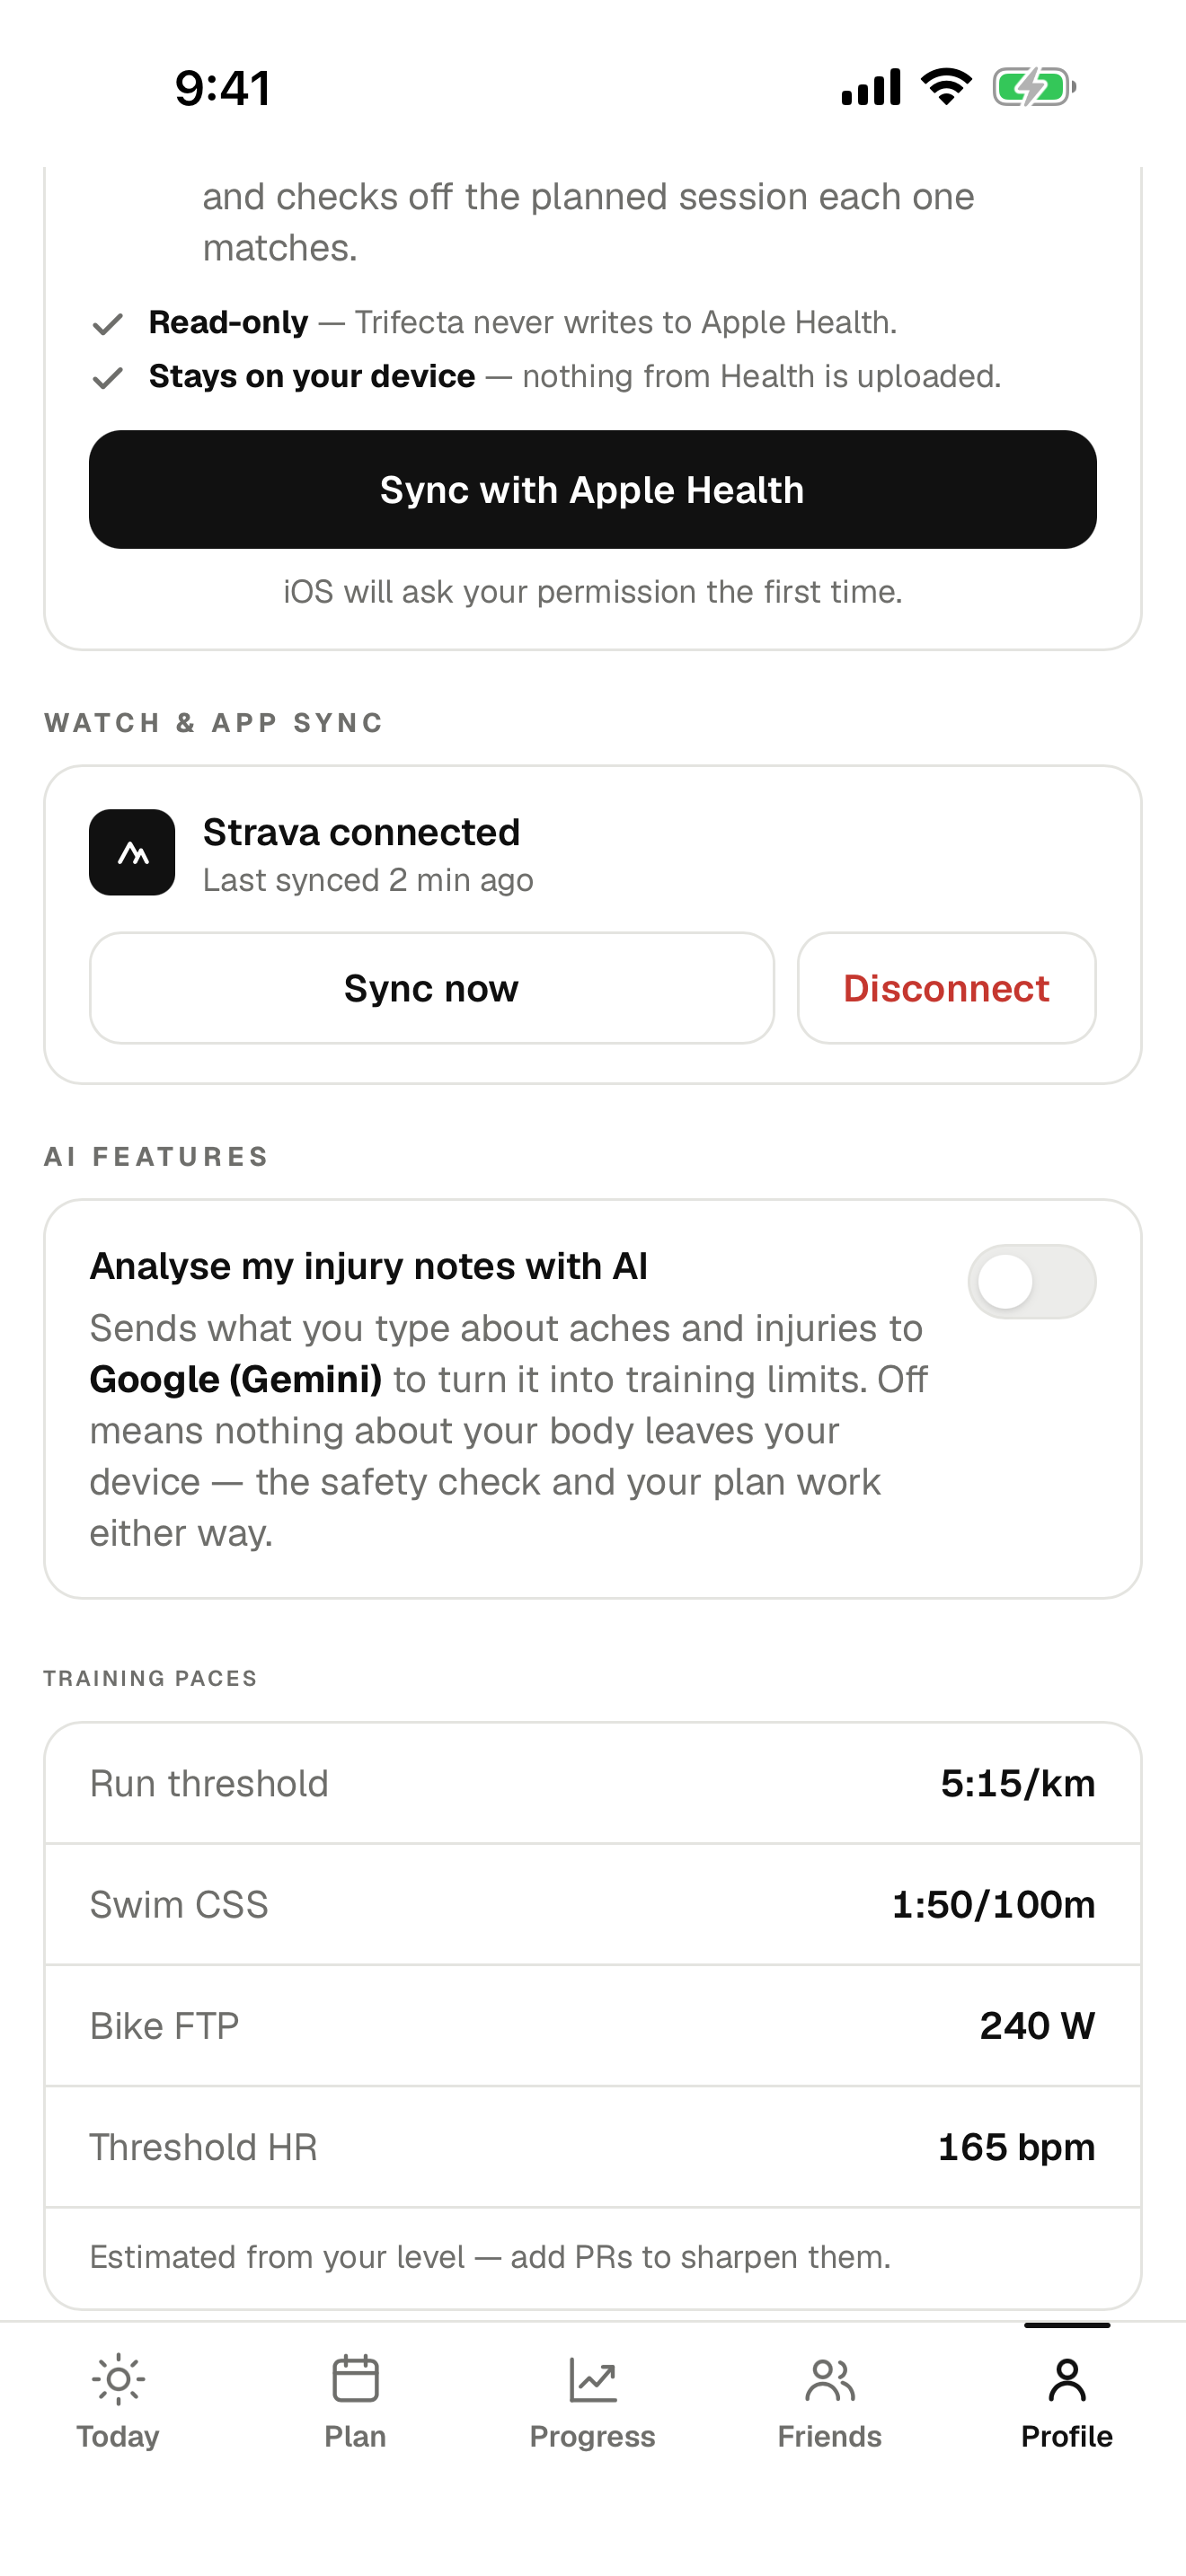 9:41
and checks off the planned session each one
matches.
Read-only — Trifecta never writes to Apple Health.
Stays on your device — nothing from Health is uploaded.
Sync with Apple Health
iOS will ask your permission the first time.
WATCH & APP SYNC
Strava connected
Last synced 2 min ago
Sync now
Disconnect
AI FEATURES
Analyse my injury notes with AI
Sends what you type about aches and injuries to
Google (Gemini) to turn it into training limits. Off
means nothing about your body leaves your
device — the safety check and your plan work
either way.
TRAINING PACES
Run threshold 5:15/km
Swim CSS 1:50/100m
Bike FTP 240 W
Threshold HR 165 bpm
Estimated from your level — add PRs to sharpen them.
Today Plan Progress Friends Profile